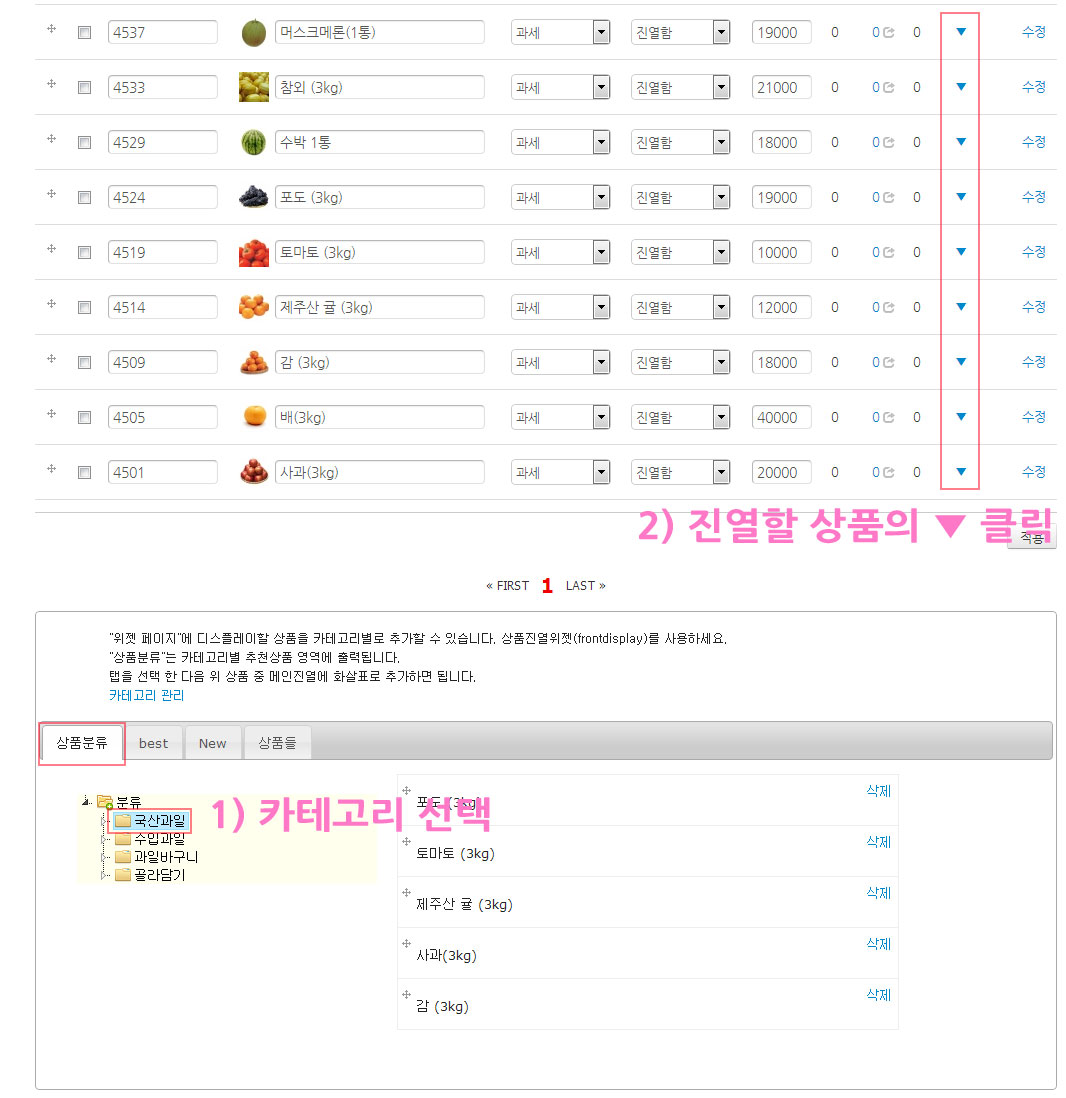 4537 머스크메론(1통) 과세 진열함 19000 0 0 0 ▼ 수정
4533 참외 (3kg) 과세 진열함 21000 0 0 0 ▼ 수정
4529 수박 1통 과세 진열함 18000 0 0 0 ▼ 수정
4524 포도 (3kg) 과세 진열함 19000 0 0 0 ▼ 수정
4519 토마토 (3kg) 과세 진열함 10000 0 0 0 ▼ 수정
4514 제주산 귤 (3kg) 과세 진열함 12000 0 0 0 ▼ 수정
4509 감 (3kg) 과세 진열함 18000 0 0 0 ▼ 수정
4505 배(3kg) 과세 진열함 40000 0 0 0 ▼ 수정
4501 사과(3kg) 과세 진열함 20000 0 0 0 ▼ 수정
2) 진열할 상품의 ▼ 클릭
적용
« FIRST 1 LAST »
"위젯 페이지"에 디스플레이할 상품을 카테고리별로 추가할 수 있습니다. 상품진열위젯(frontdisplay)를 사용하세요.
"상품분류"는 카테고리별 추천상품 영역에 출력됩니다.
탭을 선택 한 다음 위 상품 중 메인진열에 화살표로 추가하면 됩니다.
카테고리 관리
상품분류 best New 상품들
분류
국산과일
수입과일
과일바구니
골라담기
1) 카테고리 선택
포도 (3kg) 삭제
토마토 (3kg) 삭제
제주산 귤 (3kg) 삭제
사과(3kg) 삭제
감 (3kg) 삭제